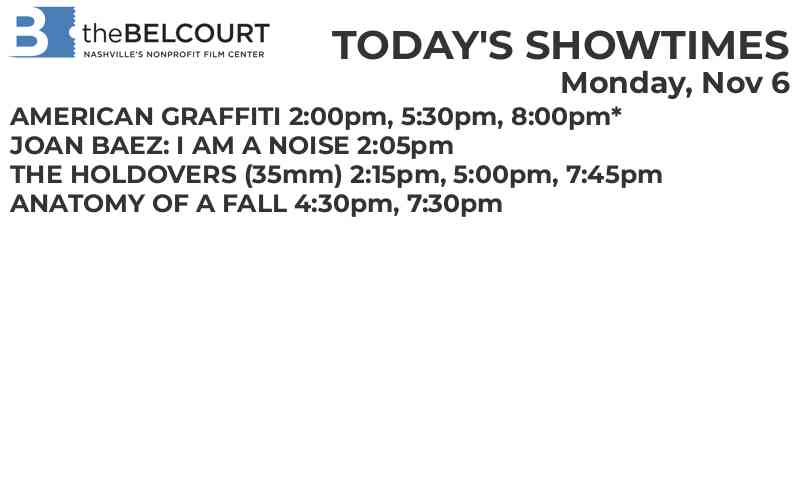 B theBELCOURT
NASHVILLE'S NONPROFIT FILM CENTER
TODAY'S SHOWTIMES
Monday, Nov 6
AMERICAN GRAFFITI 2:00pm, 5:30pm, 8:00pm*
JOAN BAEZ: I AM A NOISE 2:05pm
THE HOLDOVERS (35mm) 2:15pm, 5:00pm, 7:45pm
ANATOMY OF A FALL 4:30pm, 7:30pm